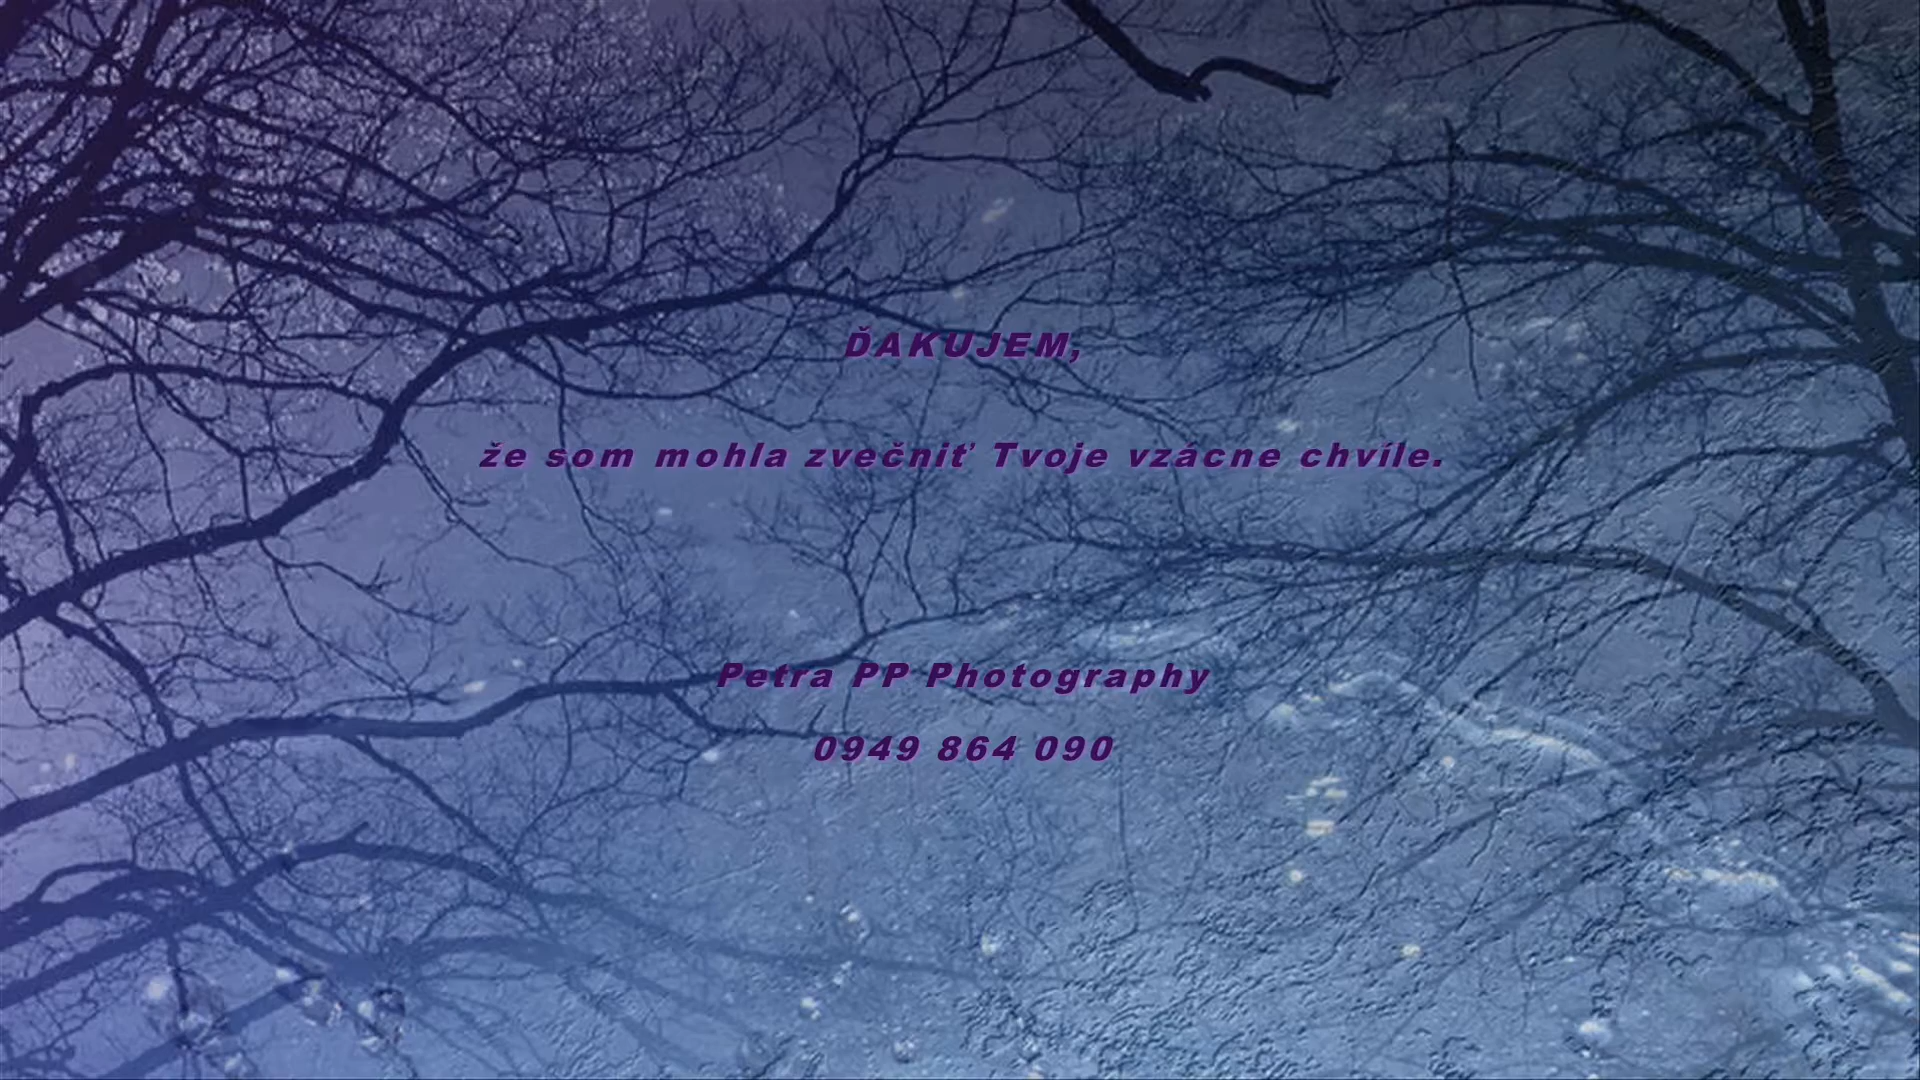 ĎAKUJEM,
že som mohla zvečniť Tvoje vzácne chvíle.
Petra PP Photography
0949 864 090